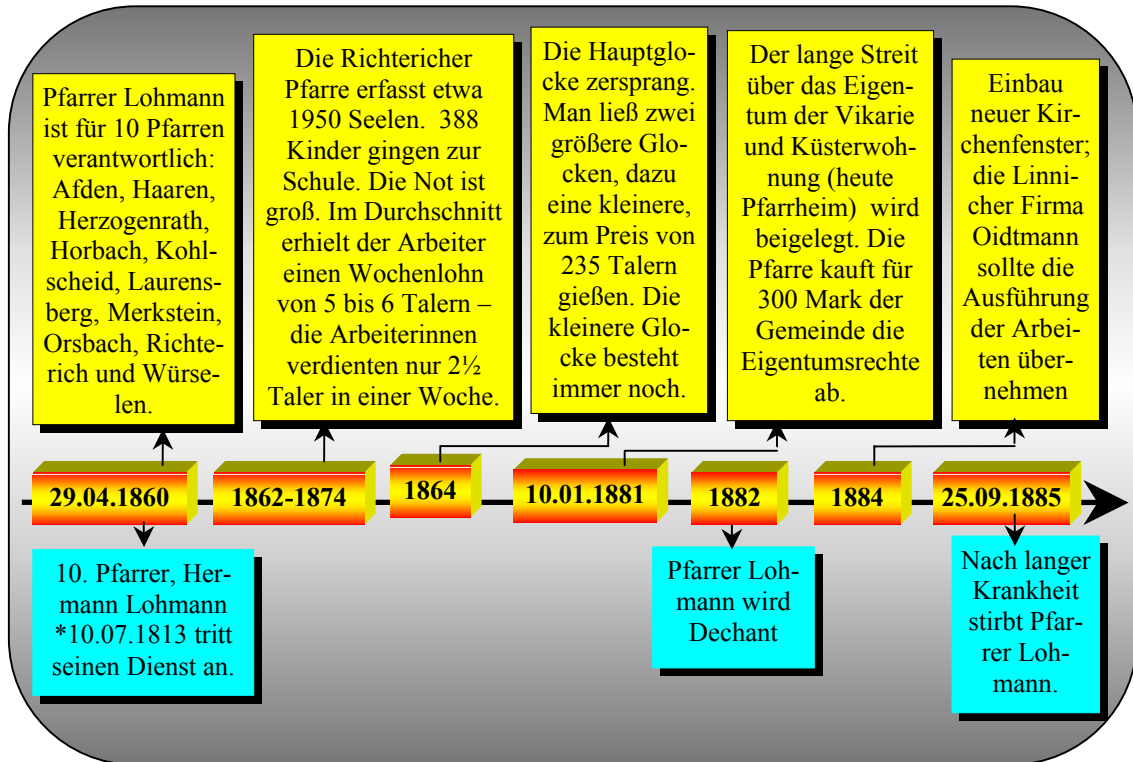 Pfarrer Lohmann
ist für 10 Pfarren
verantwortlich:
Afden, Haaren,
Herzogenrath,
Horbach, Kohl-
scheid, Laurens-
berg, Merkstein,
Orsbach, Richte-
rich und Würse-
len.
Die Richtericher
Pfarre erfasst etwa
1950 Seelen. 388
Kinder gingen zur
Schule. Die Not ist
groß. Im Durchschnitt
erhielt der Arbeiter
einen Wochenlohn
von 5 bis 6 Talern –
die Arbeiterinnen
verdienten nur 2½
Taler in einer Woche.
Die Hauptglo-
cke zersprang.
Man ließ zwei
größere Glo-
cken, dazu
eine kleinere,
zum Preis von
235 Talern
gießen. Die
kleinere Glo-
cke besteht
immer noch.
Der lange Streit
über das Eigen-
tum der Vikarie
und Küsterwoh-
nung (heute
Pfarrheim) wird
beigelegt. Die
Pfarre kauft für
300 Mark der
Gemeinde die
Eigentumsrechte
ab.
Einbau
neuer Kir-
chenfenster;
die Linni-
cher Firma
Oidtmann
sollte die
Ausführung
der Arbei-
ten über-
nehmen
29.04.1860
1862-1874
1864
10.01.1881
1882
1884
25.09.1885
10. Pfarrer, Her-
mann Lohmann
*10.07.1813 tritt
seinen Dienst an.
Pfarrer Loh-
mann wird
Dechant
Nach langer
Krankheit
stirbt Pfar-
rer Loh-
mann.